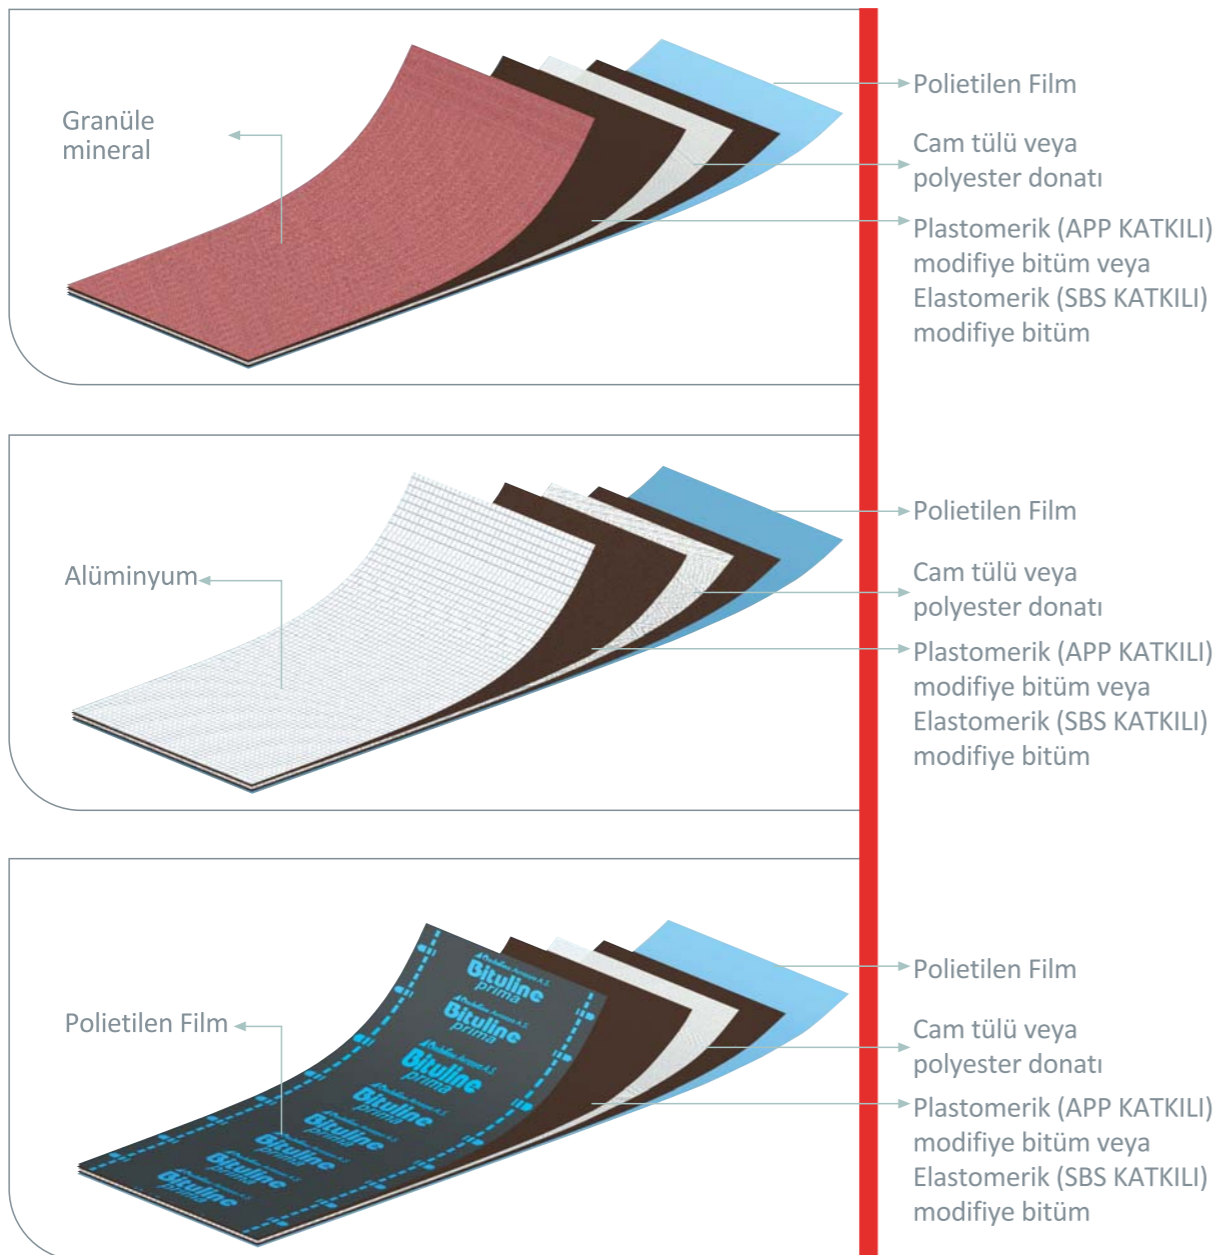 Granüle
mineral
Polietilen Film
Cam tülü veya
polyester donatı
Plastomerik (APP KATKILI)
modifiye bitüm veya
Elastomerik (SBS KATKILI)
modifiye bitüm
Alüminyum
Polietilen Film
Cam tülü veya
polyester donatı
Plastomerik (APP KATKILI)
modifiye bitüm veya
Elastomerik (SBS KATKILI)
modifiye bitüm
Polietilen Film
Bituline
prima
Bituline
prima
Bituline
prima
Bituline
prima
Bituline
prima
Bituline
prima
Bituline
prima
Bituline
prima
Polietilen Film
Cam tülü veya
polyester donatı
Plastomerik (APP KATKILI)
modifiye bitüm veya
Elastomerik (SBS KATKILI)
modifiye bitüm